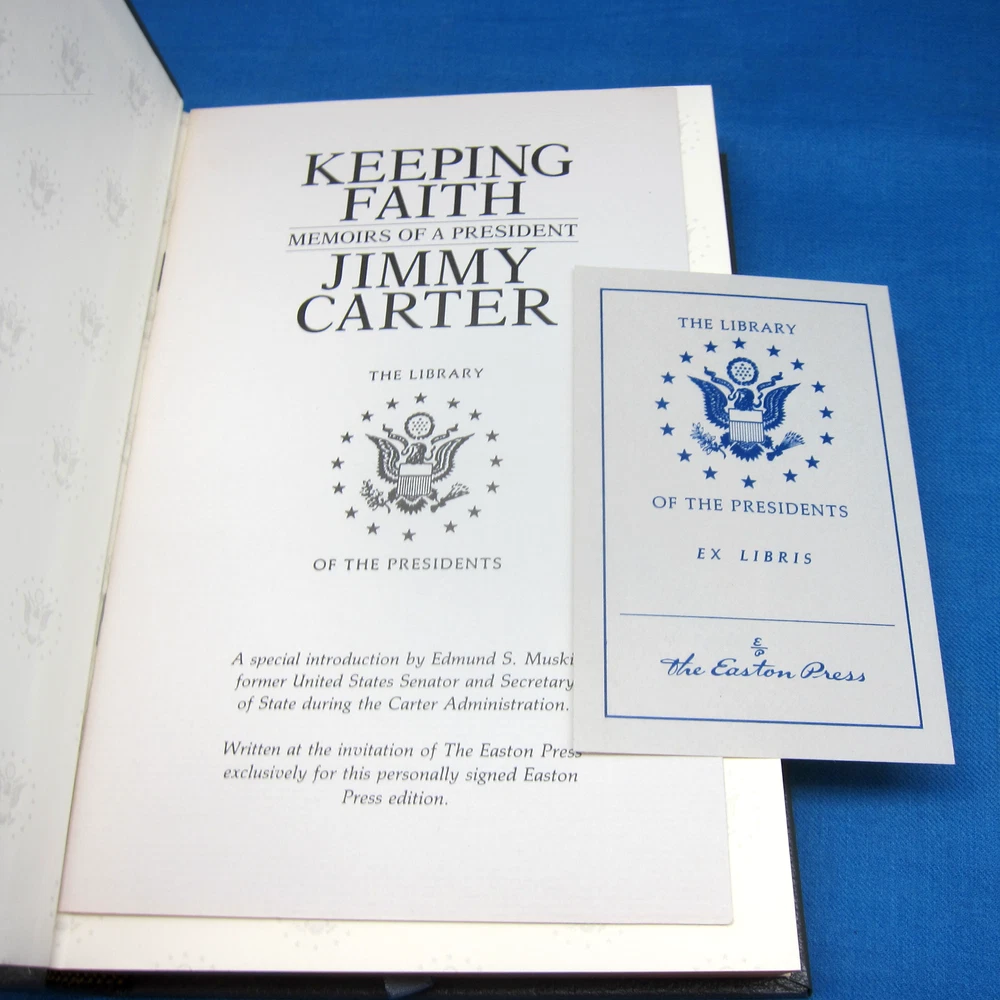 KEEPING
FAITH
MEMOIRS OF A PRESIDENT
JIMMY
CARTER
THE LIBRARY
OF THE PRESIDENTS
A special introduction by Edmund S. Muski
former United States Senator and Secretary
of State during the Carter Administration.
Written at the invitation of The Easton Press
exclusively for this personally signed Easton
Press edition.
THE LIBRARY
OF THE PRESIDENTS
EX LIBRIS
E
P
The Easton Press